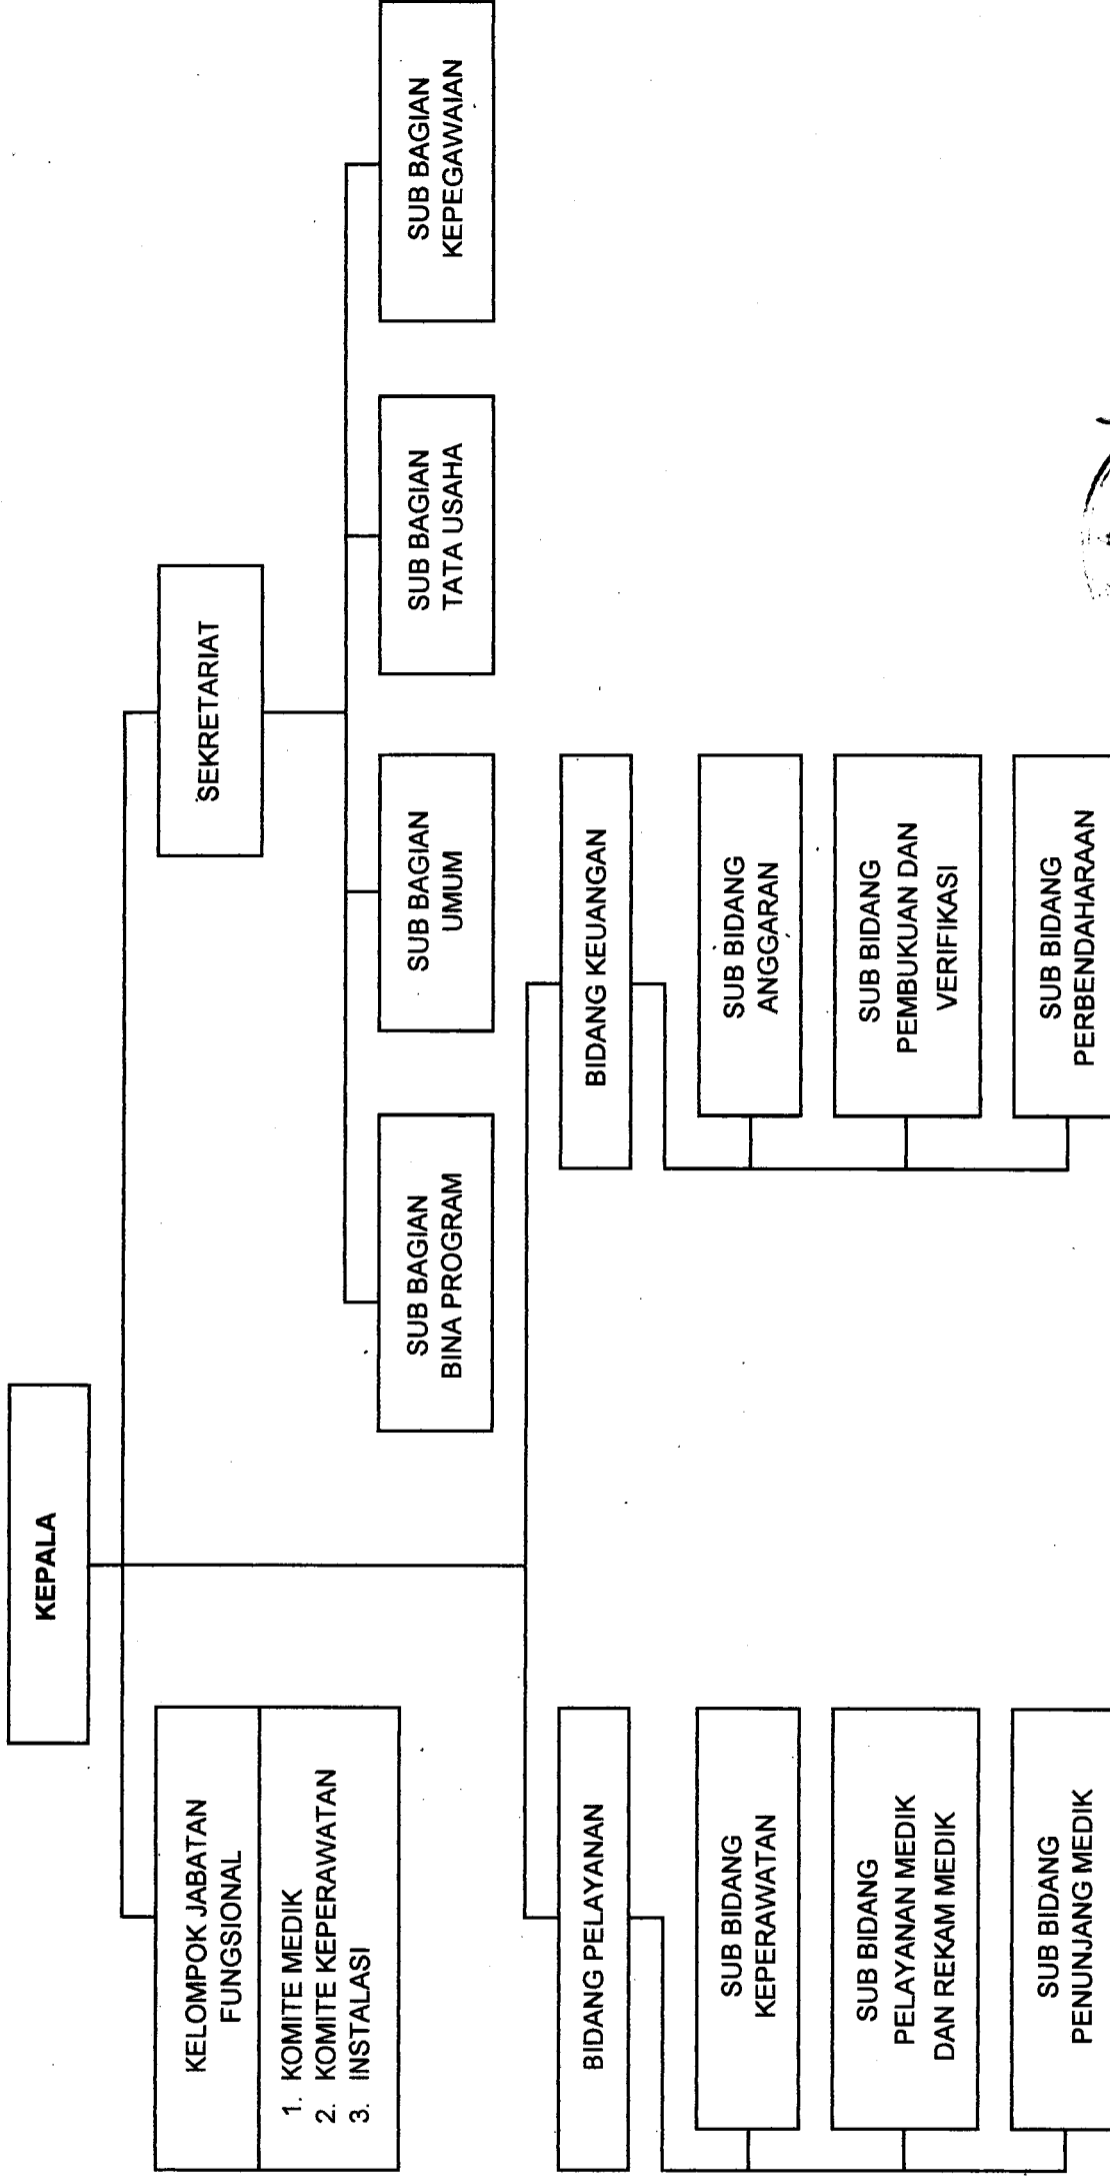 KEPALA
KELOMPOK JABATAN
FUNGSIONAL
1. KOMITE MEDIK
2. KOMITE KEPERAWATAN
3. INSTALASI
SEKRETARIAT
SUB BAGIAN
BINA PROGRAM
SUB BAGIAN
UMUM
SUB BAGIAN
TATA USAHA
SUB BAGIAN
KEPEGAWAIAN
BIDANG PELAYANAN
SUB BIDANG
KEPERAWATAN
SUB BIDANG
PELAYANAN MEDIK
DAN REKAM MEDIK
SUB BIDANG
PENUNJANG MEDIK
BIDANG KEUANGAN
SUB BIDANG
ANGGARAN
SUB BIDANG
PEMBUKUAN DAN
VERIFIKASI
SUB BIDANG
PERBENDAHARAAN